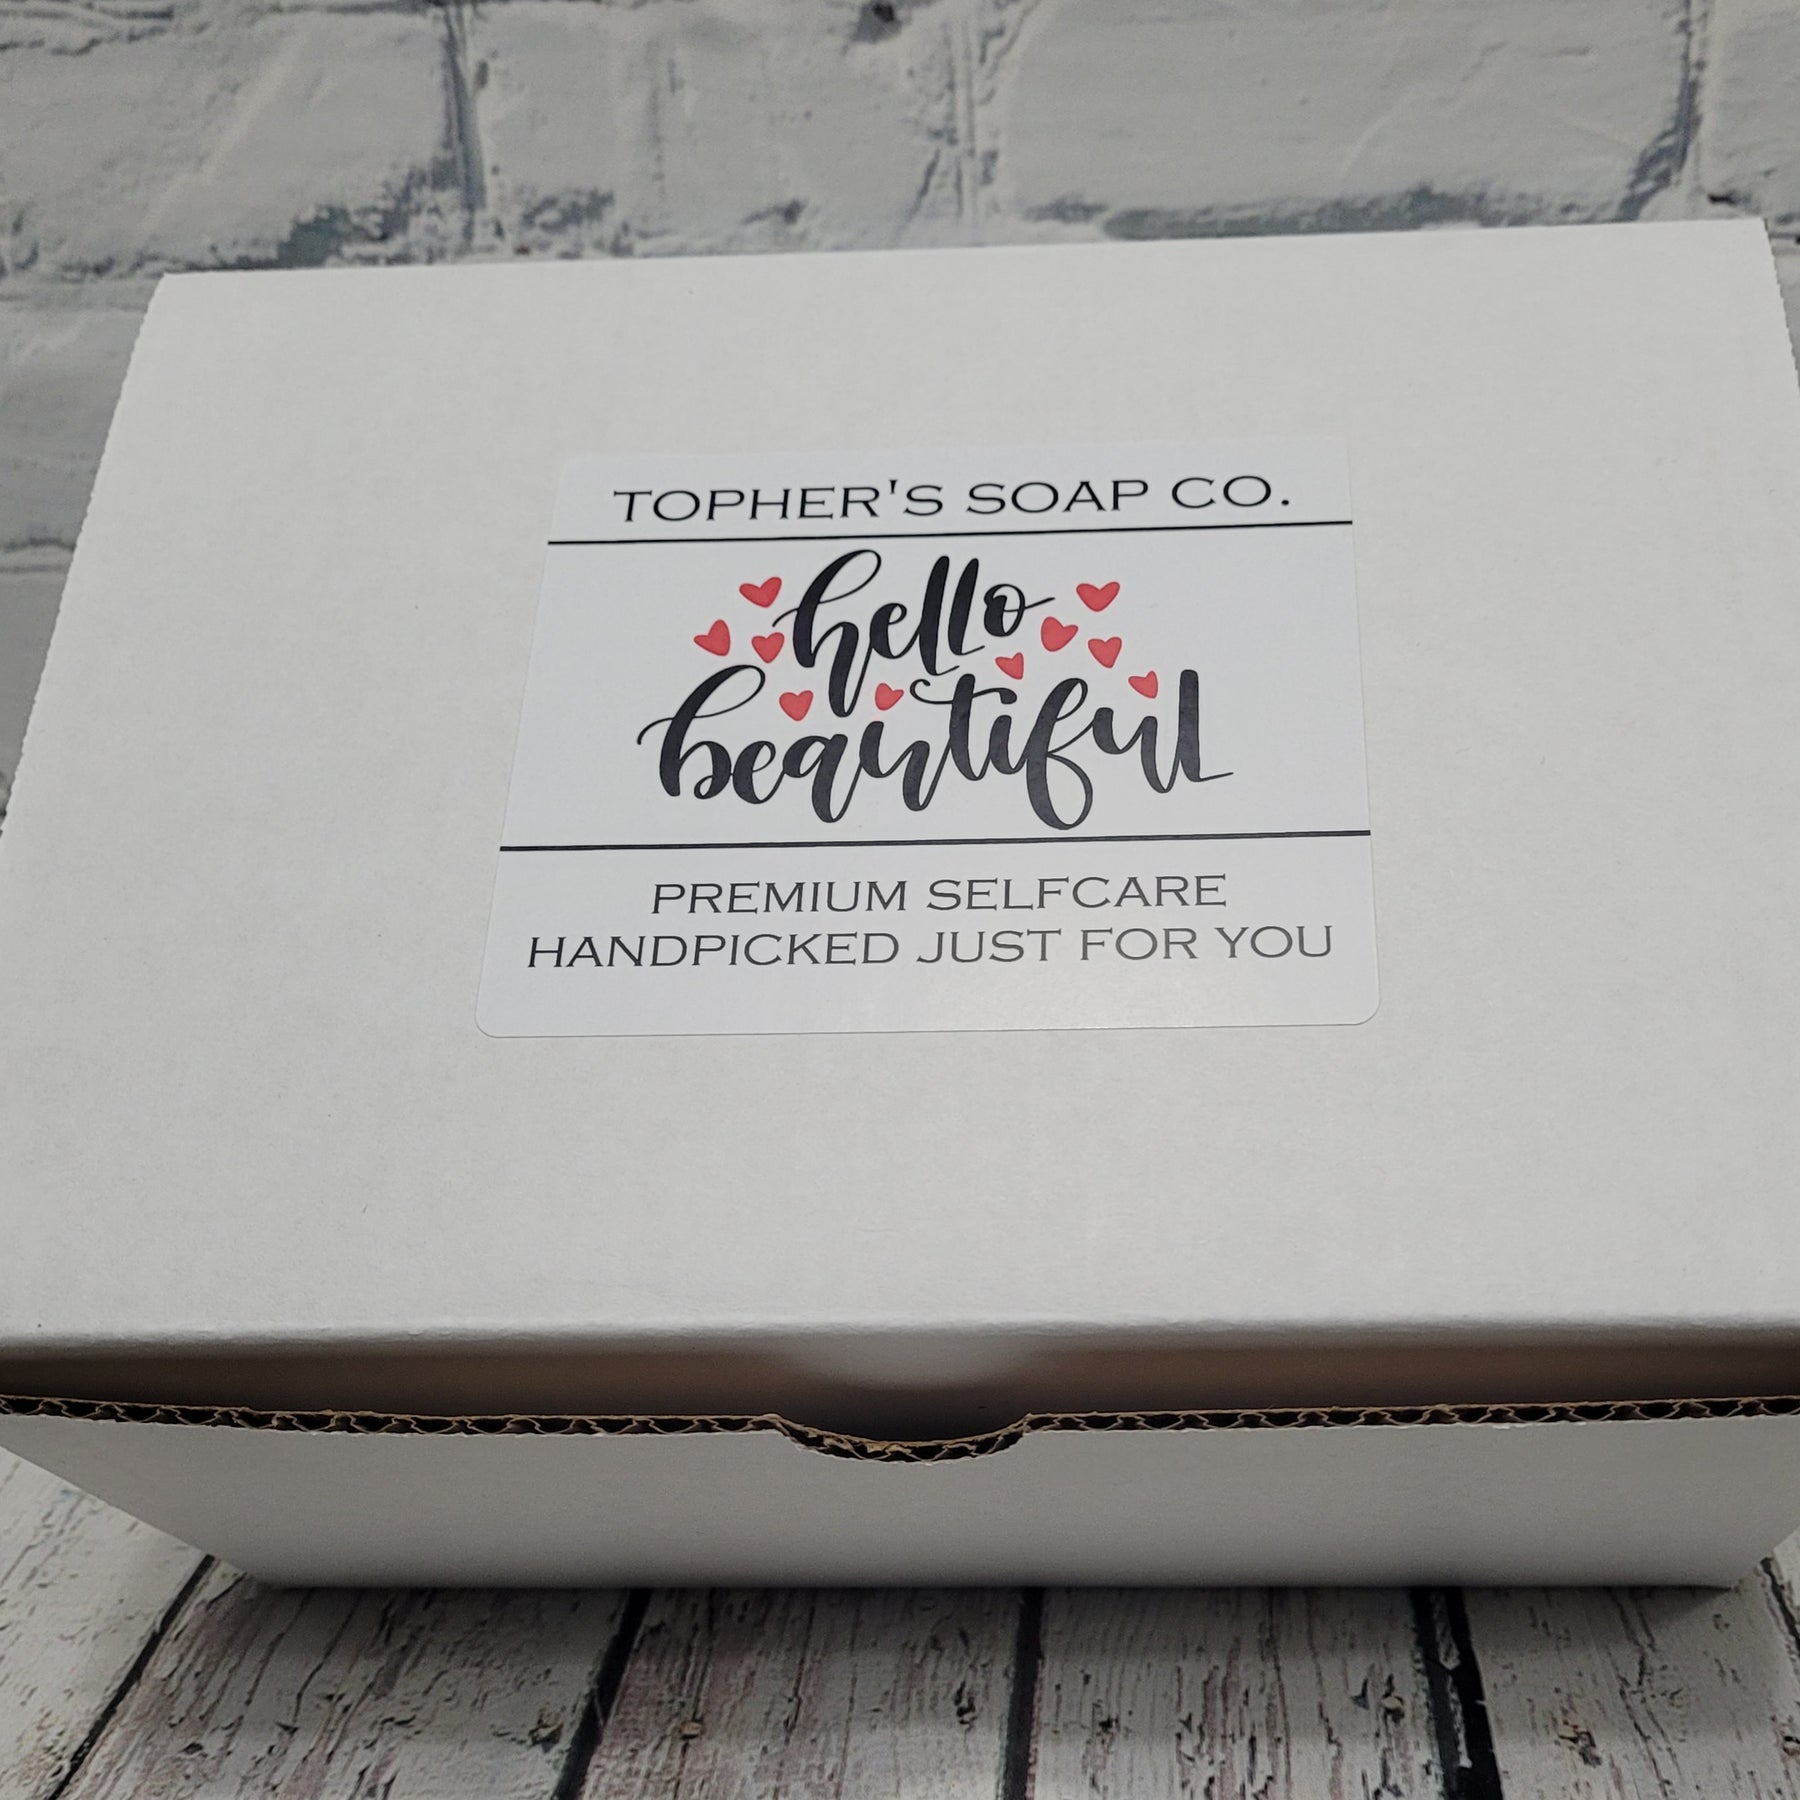 TOPHER'S SOAP CO.
hello
beautiful
PREMIUM SELFCARE
HANDPICKED JUST FOR YOU